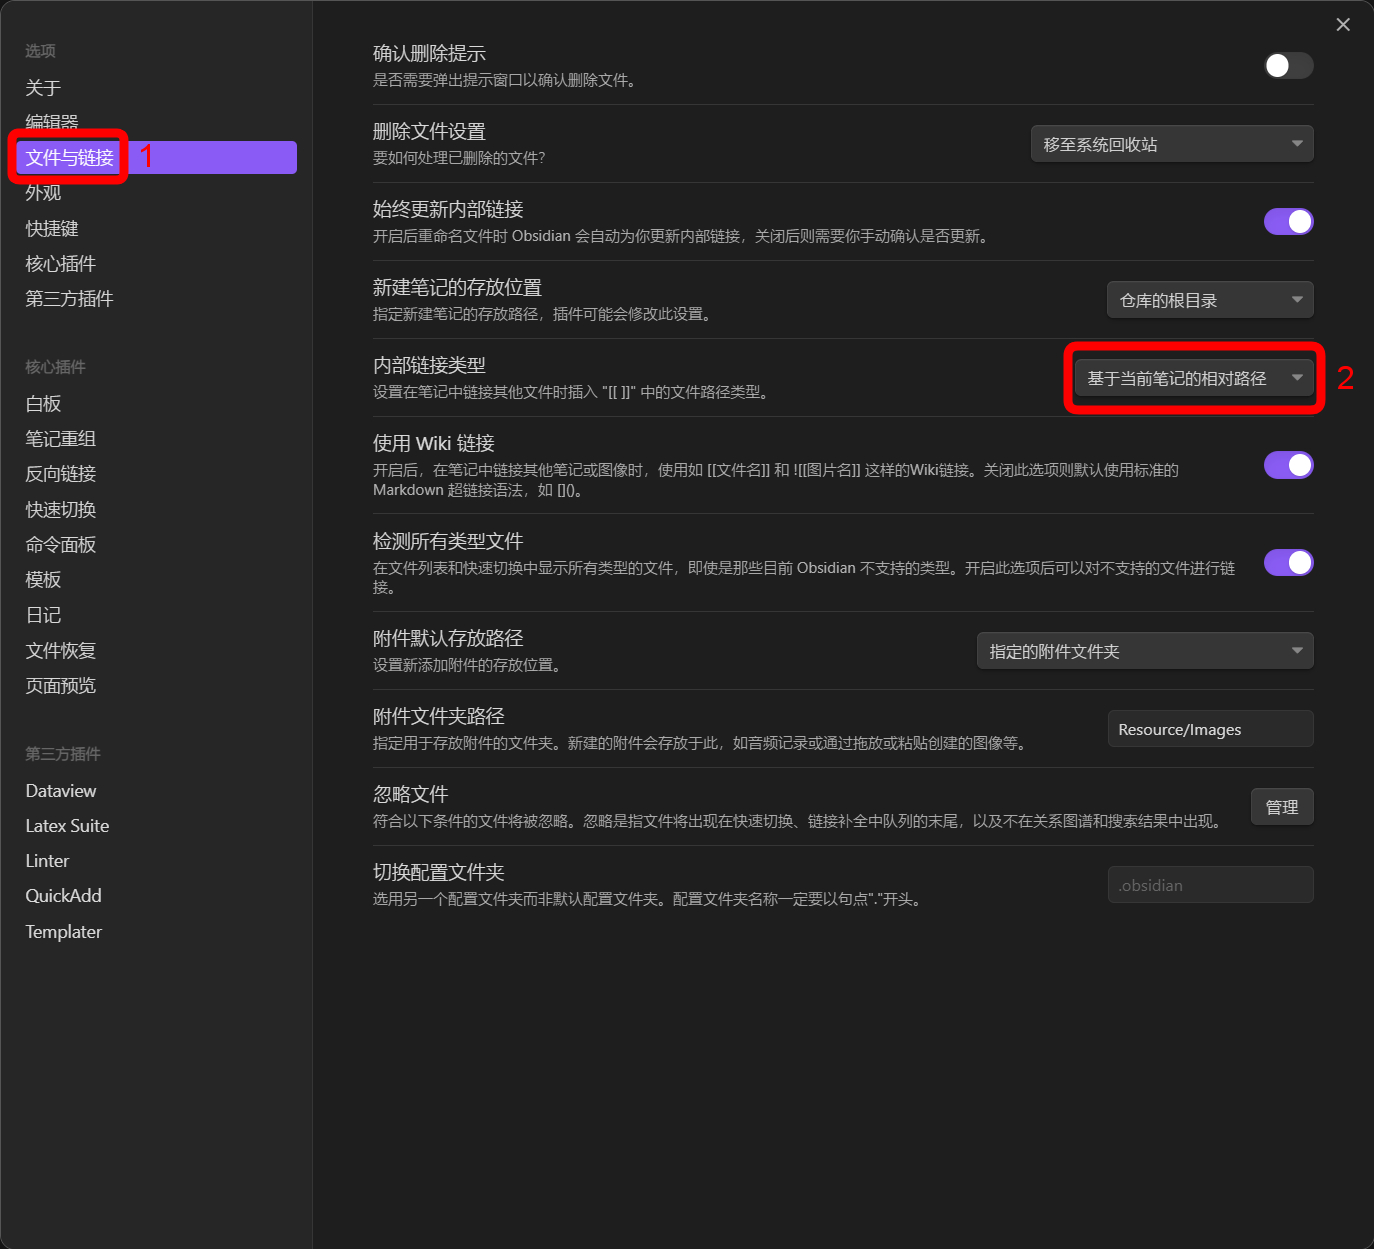 选项
关于
编辑器
文件与链接
1
外观
快捷键
核心插件
第三方插件
核心插件
白板
笔记重组
反向链接
快速切换
命令面板
模板
日记
文件恢复
页面预览
第三方插件
Dataview
Latex Suite
Linter
QuickAdd
Templater
确认删除提示
是否需要弹出提示窗口以确认删除文件。
删除文件设置
要如何处理已删除的文件?
移至系统回收站
始终更新内部链接
开启后重命名文件时 Obsidian 会自动为你更新内部链接，关闭后则需要你手动确认是否更新。
新建笔记的存放位置
指定新建笔记的存放路径，插件可能会修改此设置。
仓库的根目录
内部链接类型
设置在笔记中链接其他文件时插入 "[[ ]]" 中的文件路径类型。
基于当前笔记的相对路径
2
使用 Wiki 链接
开启后，在笔记中链接其他笔记或图像时，使用如 [[文件名]] 和 ![[图片名]] 这样的Wiki链接。关闭此选项则默认使用标准的
Markdown 超链接语法，如 []()。
检测所有类型文件
在文件列表和快速切换中显示所有类型的文件，即使是那些目前 Obsidian 不支持的类型。开启此选项后可以对不支持的文件进行链
接。
附件默认存放路径
设置新添加附件的存放位置。
指定的附件文件夹
附件文件夹路径
指定用于存放附件的文件夹。新建的附件会存放于此，如音频记录或通过拖放或粘贴创建的图像等。
Resource/Images
忽略文件
符合以下条件的文件将被忽略。忽略是指文件将出现在快速切换、链接补全中队列的末尾，以及不在关系图谱和搜索结果中出现。
管理
切换配置文件夹
选用另一个配置文件夹而非默认配置文件夹。配置文件夹名称一定要以句点"."开头。
.obsidian